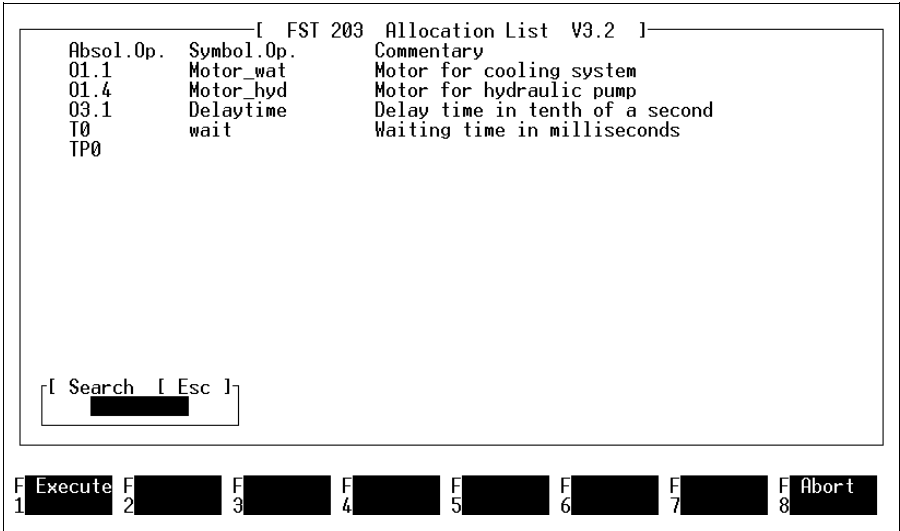 [ FST 203 Allocation List V3.2 ]
Absol.Op. Symbol.Op. Commentary
O1.1 Motor_wat Motor for cooling system
O1.4 Motor_hyd Motor for hydraulic pump
O3.1 Delaytime Delay time in tenth of a second
T0 wait Waiting time in milliseconds
TP0
[ Search [ Esc ]
F1 Execute F2 F3 F4 F5 F6 F7 F8 Abort